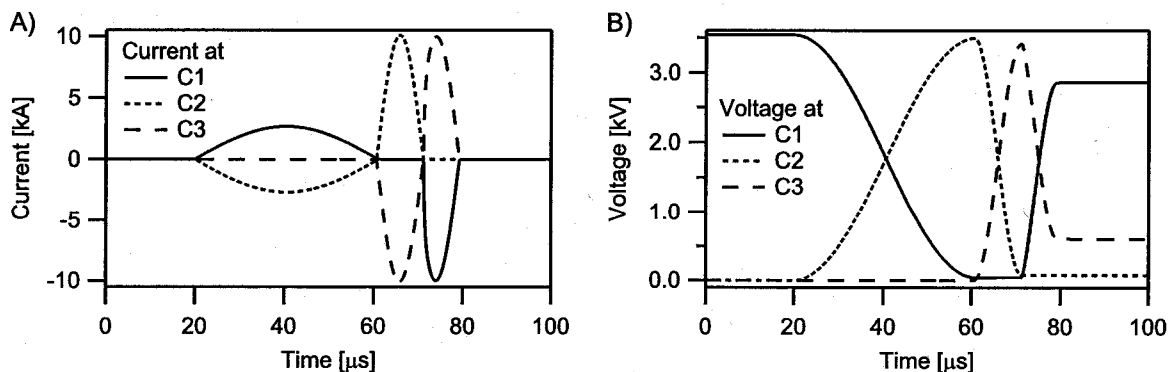 A)
Current at
C1
C2
C3
Current [kA]
10
5
0
-5
-10
0 20 40 60 80 100
Time [µs]
B)
Voltage at
C1
C2
C3
Voltage [kV]
3.0
2.0
1.0
0.0
0 20 40 60 80 100
Time [µs]